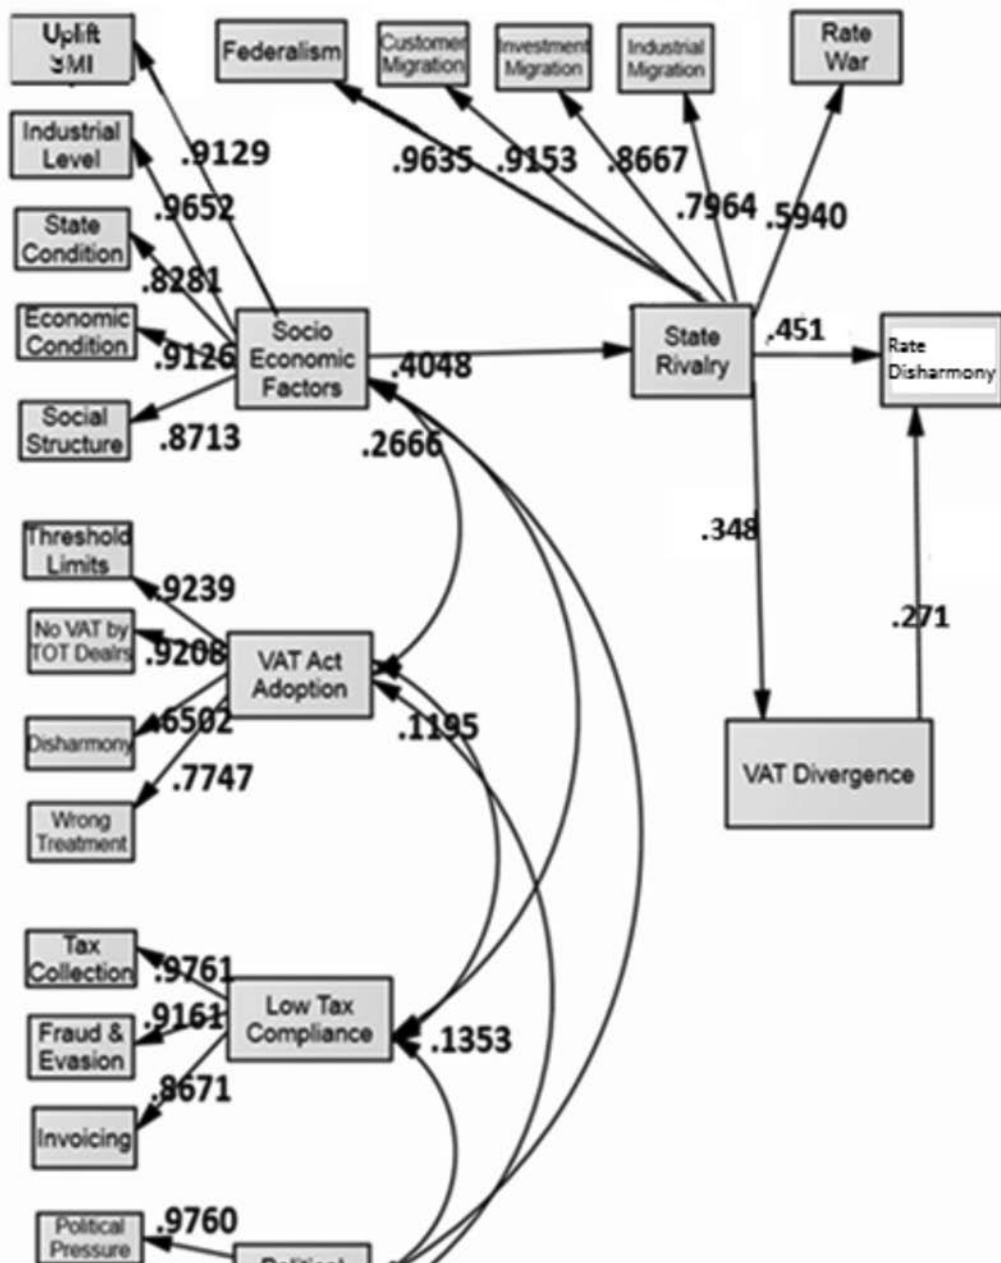 Uplift
SMI
Federalism
Customer
Migration
Investment
Migration
Industrial
Migration
Rate
War
Industrial
Level
.9129
.9635
.9153
.8667
.7964
.5940
.9652
State
Condition
.8281
Economic
Condition
.9126
Socio
Economic
Factors
.4048
State
Rivalry
.451
Rate
Disharmony
Social
Structure
.8713
.2666
.348
Threshold
Limits
.9239
No VAT by
TOT Dealrs
.9208
VAT Act
Adoption
.271
Disharmony
.6502
.1195
.7747
VAT Divergence
Wrong
Treatment
Tax
Collection
.9761
Low Tax
Compliance
.9161
Fraud &
Evasion
.1353
.8671
Invoicing
Political
Pressure
.9760
Political